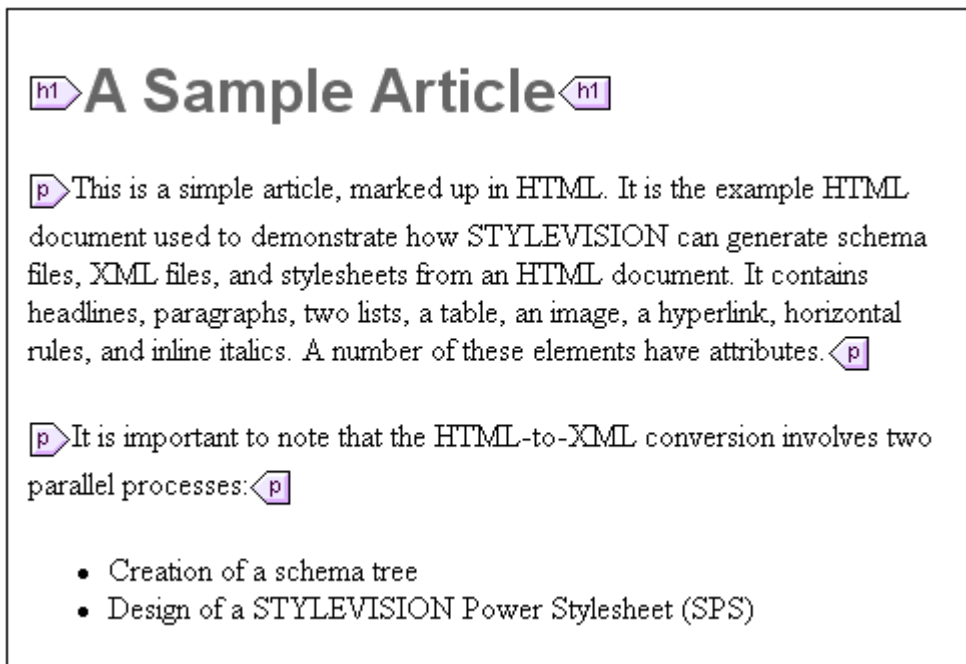 h1 A Sample Article h1
p This is a simple article, marked up in HTML. It is the example HTML
document used to demonstrate how STYLEVISION can generate schema
files, XML files, and stylesheets from an HTML document. It contains
headlines, paragraphs, two lists, a table, an image, a hyperlink, horizontal
rules, and inline italics. A number of these elements have attributes. p
p It is important to note that the HTML-to-XML conversion involves two
parallel processes: p
• Creation of a schema tree
• Design of a STYLEVISION Power Stylesheet (SPS)